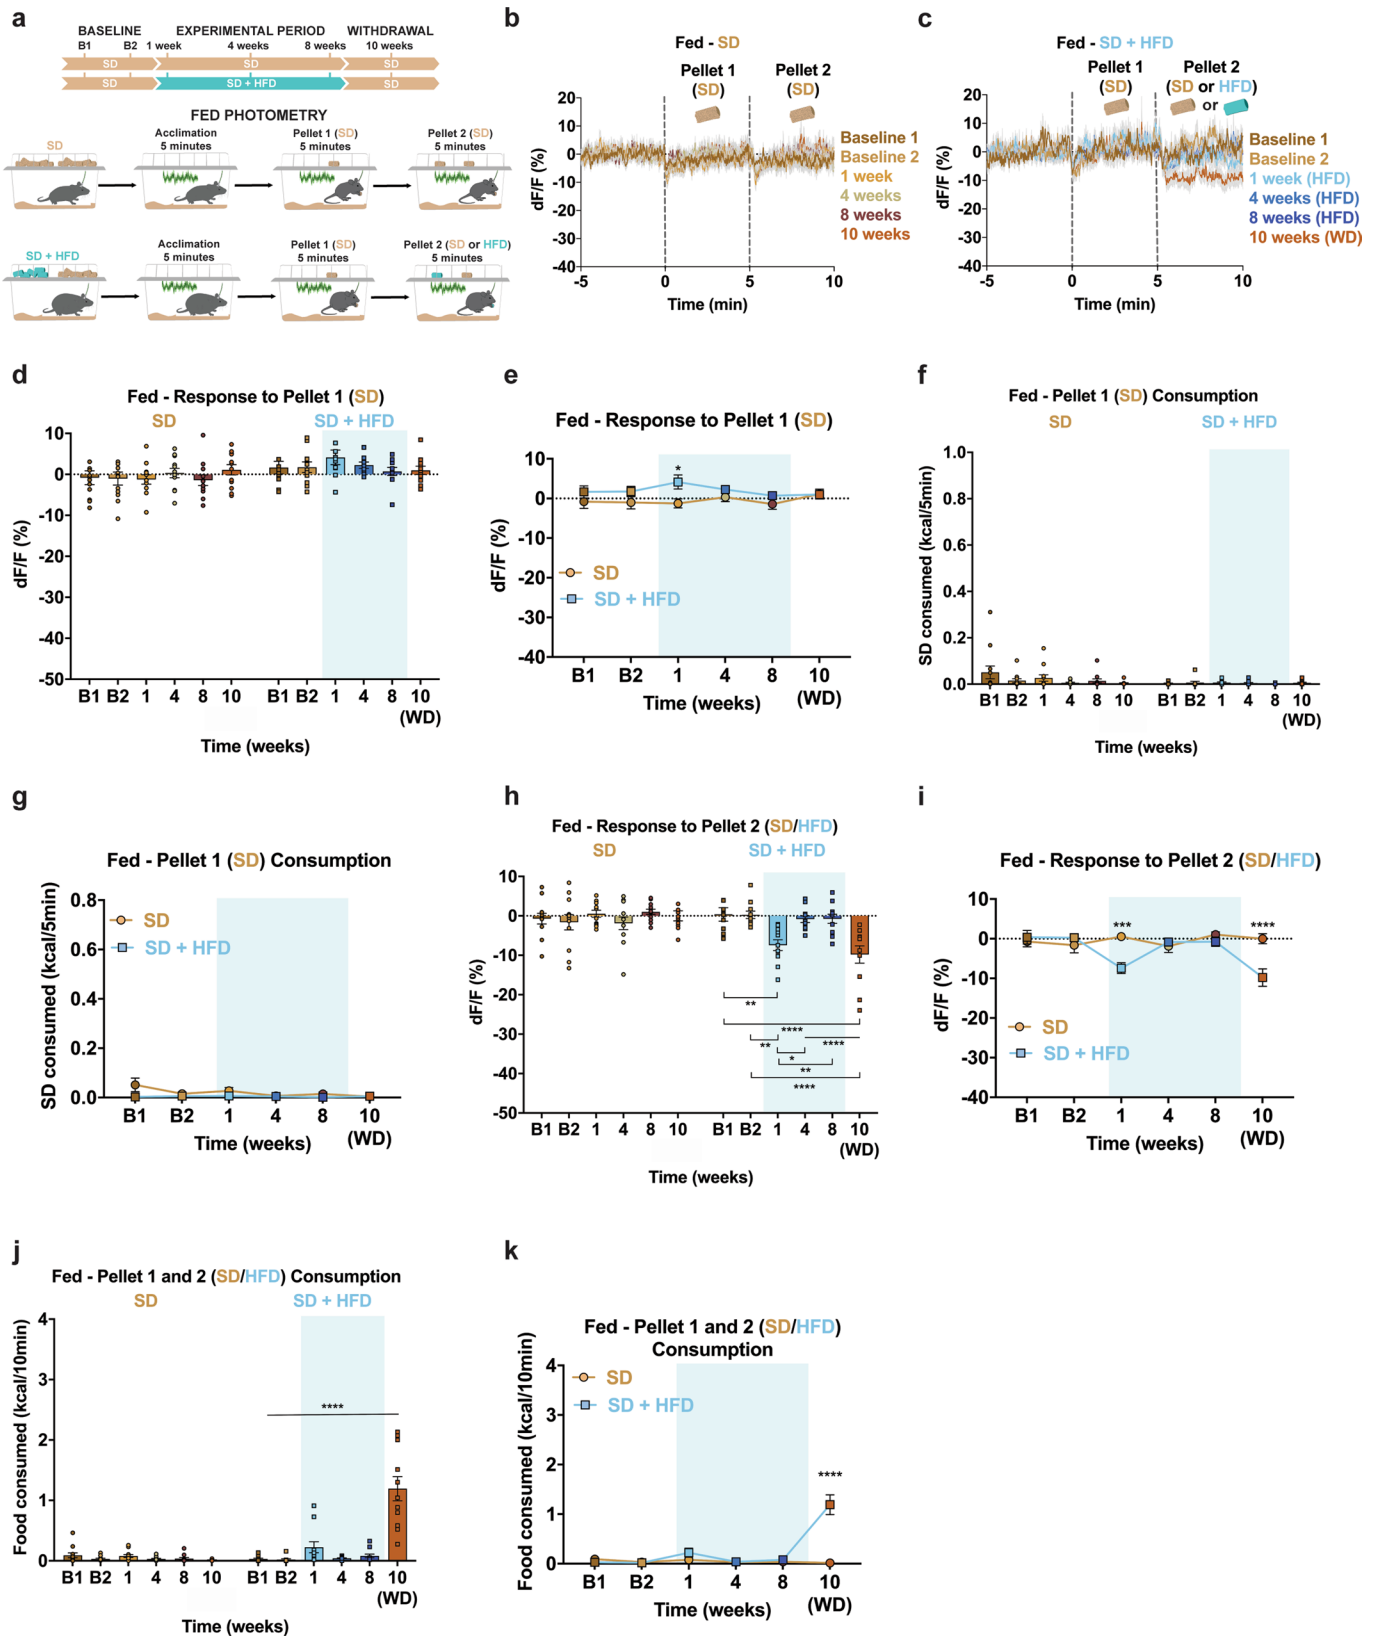 a
BASELINE EXPERIMENTAL PERIOD WITHDRAWAL
B1 B2 1 week 4 weeks 8 weeks 10 weeks
SD SD SD
SD SD + HFD SD
FED PHOTOMETRY
SD
Acclimation
5 minutes
Pellet 1 (SD)
5 minutes
Pellet 2 (SD)
5 minutes
SD + HFD
Acclimation
5 minutes
Pellet 1 (SD)
5 minutes
Pellet 2 (SD or HFD)
5 minutes
b
Fed - SD
Pellet 1
(SD)
Pellet 2
(SD)
dF/F (%)
20
10
0
-10
-20
-30
-40
-5 0 5 10
Time (min)
Baseline 1
Baseline 2
1 week
4 weeks
8 weeks
10 weeks
c
Fed - SD + HFD
Pellet 1
(SD)
Pellet 2
(SD or HFD)
or
dF/F (%)
20
10
0
-10
-20
-30
-40
-5 0 5 10
Time (min)
Baseline 1
Baseline 2
1 week (HFD)
4 weeks (HFD)
8 weeks (HFD)
10 weeks (WD)
d
Fed - Response to Pellet 1 (SD)
SD SD + HFD
dF/F (%)
10
0
-10
-20
-30
-40
-50
B1 B2 1 4 8 10 B1 B2 1 4 8 10
(WD)
Time (weeks)
e
Fed - Response to Pellet 1 (SD)
dF/F (%)
10
0
-10
-20
-30
-40
*
SD
SD + HFD
B1 B2 1 4 8 10
(WD)
Time (weeks)
f
Fed - Pellet 1 (SD) Consumption
SD SD + HFD
SD consumed (kcal/5min)
1.0
0.8
0.6
0.4
0.2
0.0
B1 B2 1 4 8 10 B1 B2 1 4 8 10
(WD)
Time (weeks)
g
Fed - Pellet 1 (SD) Consumption
SD consumed (kcal/5min)
0.8
0.6
0.4
0.2
0.0
SD
SD + HFD
B1 B2 1 4 8 10
(WD)
Time (weeks)
h
Fed - Response to Pellet 2 (SD/HFD)
SD SD + HFD
dF/F (%)
10
0
-10
-20
-30
-40
-50
**
****
** ****
*
**
****
B1 B2 1 4 8 10 B1 B2 1 4 8 10
(WD)
Time (weeks)
i
Fed - Response to Pellet 2 (SD/HFD)
dF/F (%)
10
0
-10
-20
-30
-40
*** ****
SD
SD + HFD
B1 B2 1 4 8 10
(WD)
Time (weeks)
j
Fed - Pellet 1 and 2 (SD/HFD) Consumption
SD SD + HFD
Food consumed (kcal/10min)
4
3
2
1
0
****
B1 B2 1 4 8 10 B1 B2 1 4 8 10
(WD)
Time (weeks)
k
Fed - Pellet 1 and 2 (SD/HFD)
Consumption
Food consumed (kcal/10min)
4
3
2
1
0
SD
SD + HFD
****
B1 B2 1 4 8 10
(WD)
Time (weeks)